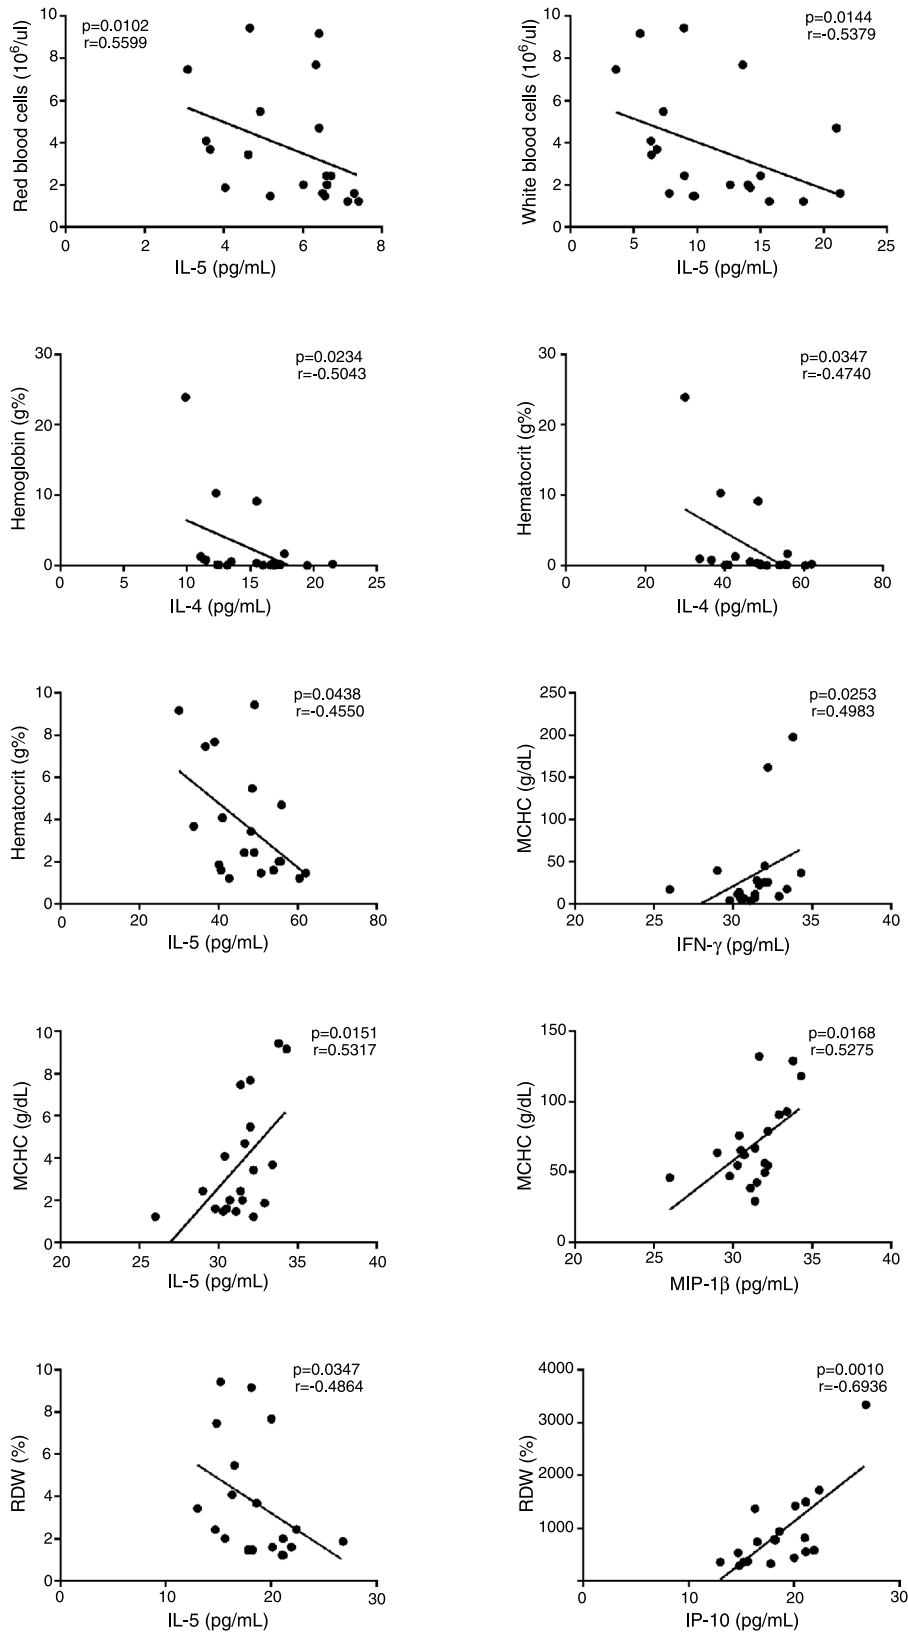 p=0.0102
r=0.5599
Red blood cells (10⁶/ul)
10
8
6
4
2
0
0 2 4 6 8
IL-5 (pg/mL)
p=0.0144
r=-0.5379
White blood cells (10⁶/ul)
10
8
6
4
2
0
0 5 10 15 20 25
IL-5 (pg/mL)
p=0.0234
r=-0.5043
Hemoglobin (g%)
30
20
10
0
0 5 10 15 20 25
IL-4 (pg/mL)
p=0.0347
r=-0.4740
Hematocrit (g%)
30
20
10
0
0 20 40 60 80
IL-4 (pg/mL)
p=0.0438
r=-0.4550
Hematocrit (g%)
10
8
6
4
2
0
0 20 40 60 80
IL-5 (pg/mL)
p=0.0253
r=0.4983
MCHC (g/dL)
250
200
150
100
50
0
20 25 30 35 40
IFN-γ (pg/mL)
p=0.0151
r=0.5317
MCHC (g/dL)
10
8
6
4
2
0
20 25 30 35 40
IL-5 (pg/mL)
p=0.0168
r=0.5275
MCHC (g/dL)
150
100
50
0
20 25 30 35 40
MIP-1β (pg/mL)
p=0.0347
r=-0.4864
RDW (%)
10
8
6
4
2
0
0 10 20 30
IL-5 (pg/mL)
p=0.0010
r=-0.6936
RDW (%)
4000
3000
2000
1000
0
0 10 20 30
IP-10 (pg/mL)